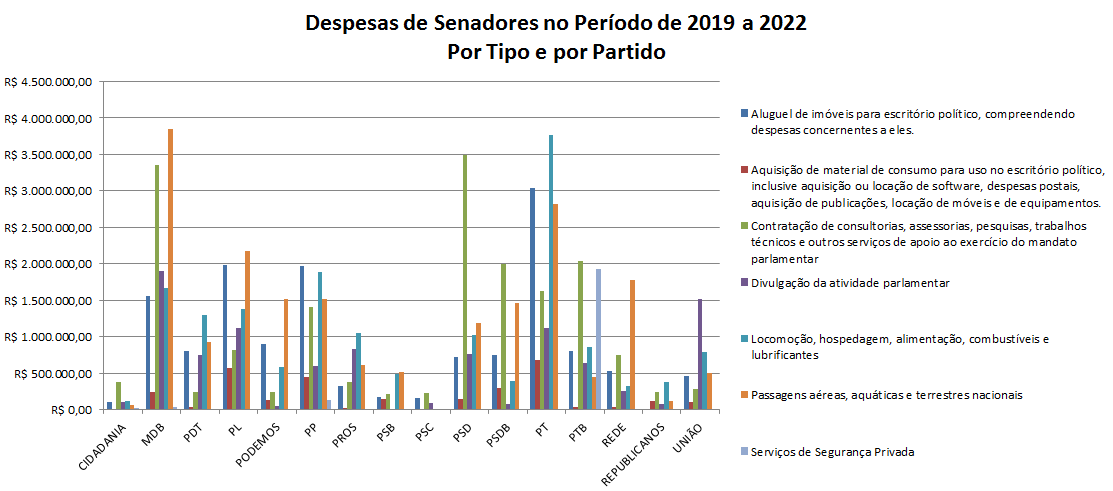 Despesas de Senadores no Período de 2019 a 2022
Por Tipo e por Partido
R$ 4.500.000,00
R$ 4.000.000,00
R$ 3.500.000,00
R$ 3.000.000,00
R$ 2.500.000,00
R$ 2.000.000,00
R$ 1.500.000,00
R$ 1.000.000,00
R$ 500.000,00
R$ 0,00
CIDADANIA
MDB
PDT
PL
PODEMOS
PP
PROS
PSB
PSC
PSD
PSDB
PT
PTB
REDE
REPUBLICANOS
UNIÃO
Aluguel de imóveis para escritório político, compreendendo
despesas concernentes a eles.
Aquisição de material de consumo para uso no escritório político,
inclusive aquisição ou locação de software, despesas postais,
aquisição de publicações, locação de móveis e de equipamentos.
Contratação de consultorias, assessorias, pesquisas, trabalhos
técnicos e outros serviços de apoio ao exercício do mandato
parlamentar
Divulgação da atividade parlamentar
Locomoção, hospedagem, alimentação, combustíveis e
lubrificantes
Passagens aéreas, aquáticas e terrestres nacionais
Serviços de Segurança Privada